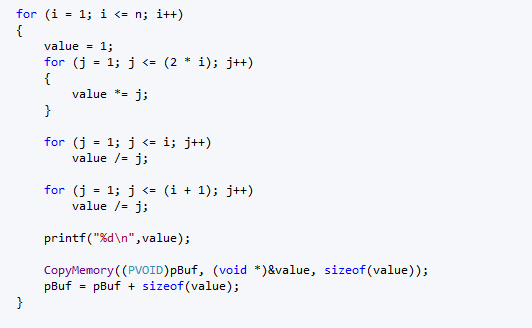 for (i = 1; i <= n; i++)
{
    value = 1;
    for (j = 1; j <= (2 * i); j++)
    {
        value *= j;
    }

    for (j = 1; j <= i; j++)
        value /= j;

    for (j = 1; j <= (i + 1); j++)
        value /= j;

    printf("%d\n",value);

    CopyMemory((PVOID)pBuf, (void *)&value, sizeof(value));
    pBuf = pBuf + sizeof(value);
}